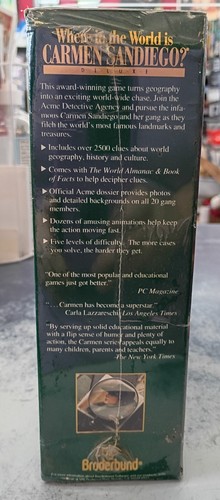 Where in the World is
CARMEN SANDIEGO?®
DELUXE
This award-winning game turns geography
into an exciting world-wide chase. Join the
Acme Detective Agency and pursue the infa-
mous Carmen Sandiego and her gang as they
filch the world's most famous landmarks and
treasures.
▶ Includes over 2500 clues about world
geography, history and culture.
▶ Comes with The World Almanac & Book
of Facts to help decipher clues.
▶ Official Acme dossier provides photos
and detailed backgrounds on all 20 gang
members.
▶ Dozens of amusing animations help keep
the action moving fast.
▶ Five levels of difficulty. The more cases
you solve, the harder they get.
"One of the most popular and educational
games just got better."
PC Magazine
"...Carmen has become a superstar."
Carla Lazzareschi, Los Angeles Times
"By serving up solid educational material
with a flip sense of humor and plenty of
action, the Carmen series appeals equally to
many children, parents and teachers."
The New York Times
Brøderbund®